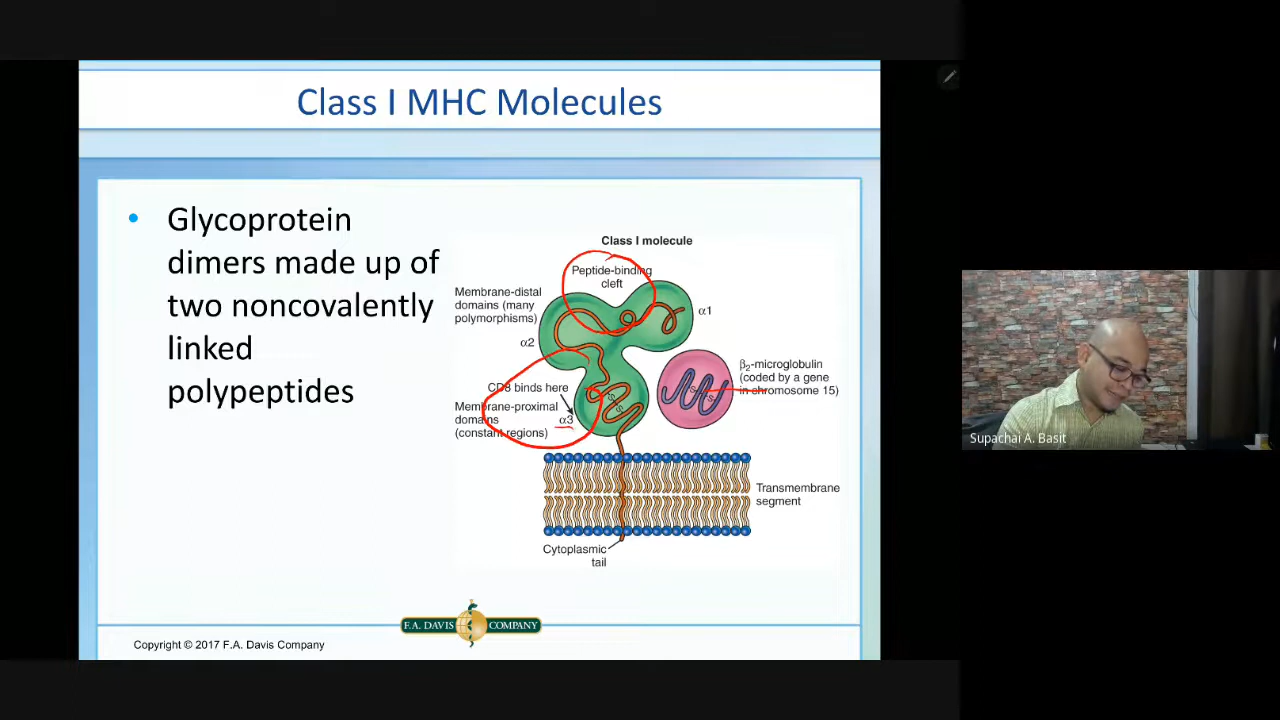 Class I MHC Molecules
• Glycoprotein
dimers made up of
two noncovalently
linked
polypeptides
Class I molecule
Peptide-binding
cleft
Membrane-distal
domains (many
polymorphisms)
α1
α2
β2-microglobulin
(coded by a gene
in chromosome 15)
CD8 binds here
Membrane-proximal
domains
(constant regions)
α3
S
S
S
S
Transmembrane
segment
Cytoplasmic
tail
F.A. DAVIS COMPANY
Copyright © 2017 F.A. Davis Company
Supachai A. Basit